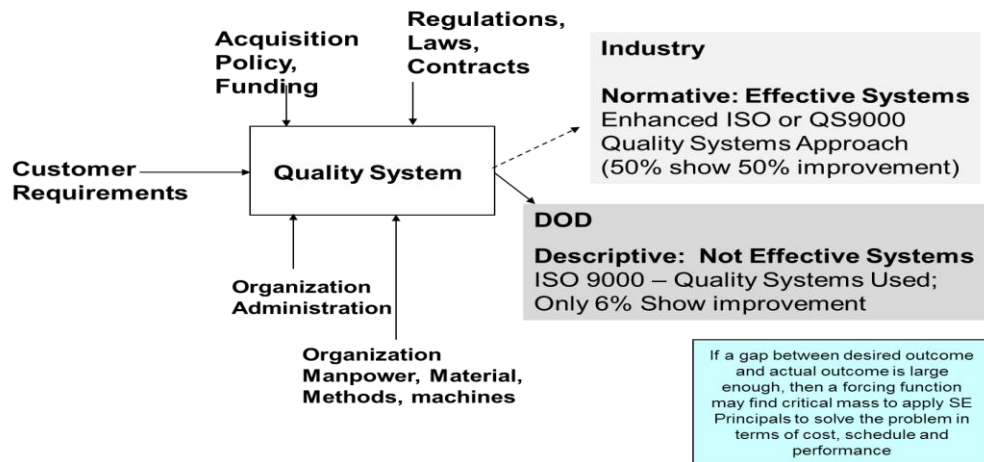 Acquisition
Policy,
Funding
Regulations,
Laws,
Contracts
Customer
Requirements
Quality System
Organization
Administration
Organization
Manpower, Material,
Methods, machines
Industry
Normative: Effective Systems
Enhanced ISO or QS9000
Quality Systems Approach
(50% show 50% improvement)
DOD
Descriptive:  Not Effective Systems
ISO 9000 – Quality Systems Used;
Only 6% Show improvement
If a gap between desired outcome
and actual outcome is large
enough, then a forcing function
may find critical mass to apply SE
Principals to solve the problem in
terms of cost, schedule and
performance